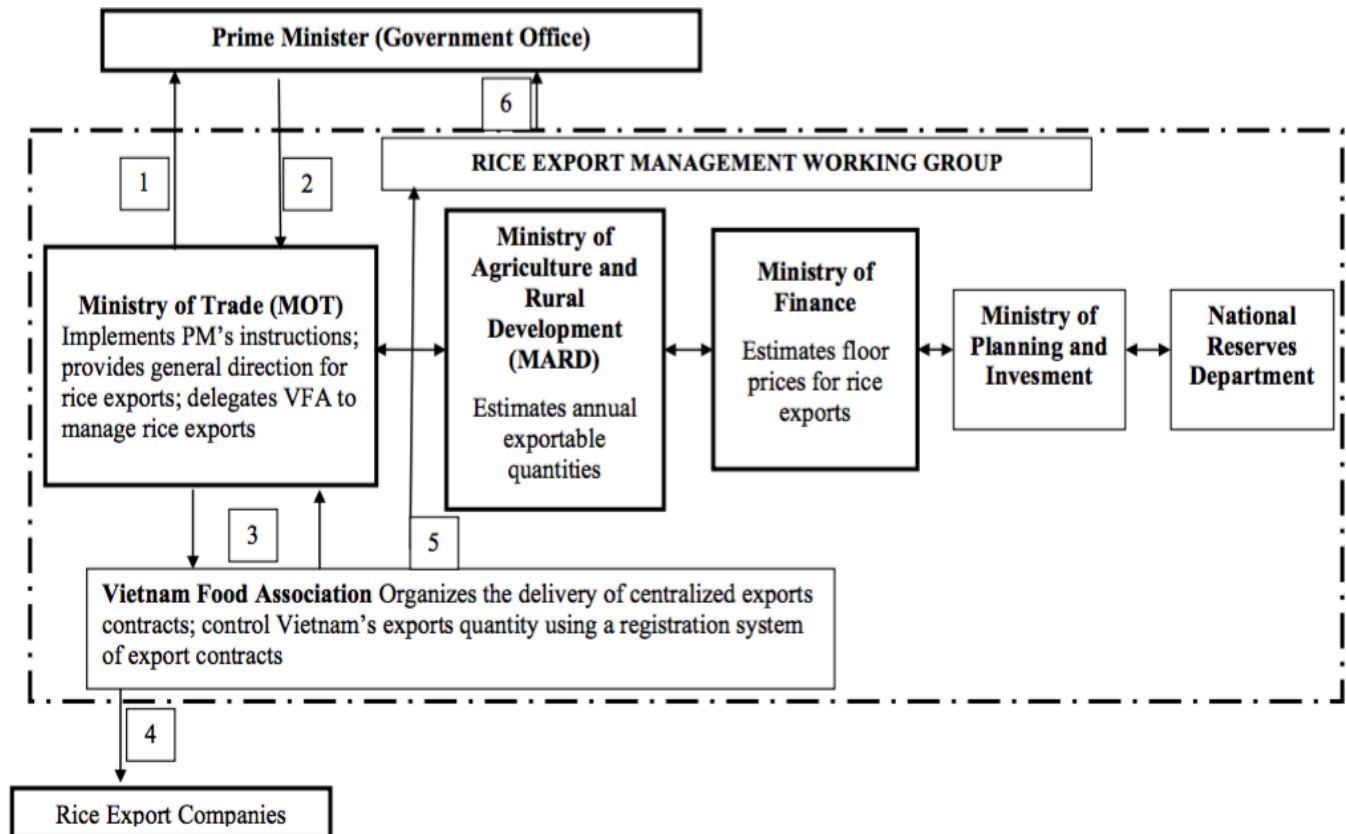 Prime Minister (Government Office)
6
RICE EXPORT MANAGEMENT WORKING GROUP
1
2
Ministry of Trade (MOT)
Implements PM’s instructions;
provides general direction for
rice exports; delegates VFA to
manage rice exports
Ministry of
Agriculture and
Rural
Development
(MARD)
Estimates annual
exportable
quantities
Ministry of
Finance
Estimates floor
prices for rice
exports
Ministry of
Planning and
Invesment
National
Reserves
Department
3
5
Vietnam Food Association Organizes the delivery of centralized exports
contracts; control Vietnam’s exports quantity using a registration system
of export contracts
4
Rice Export Companies